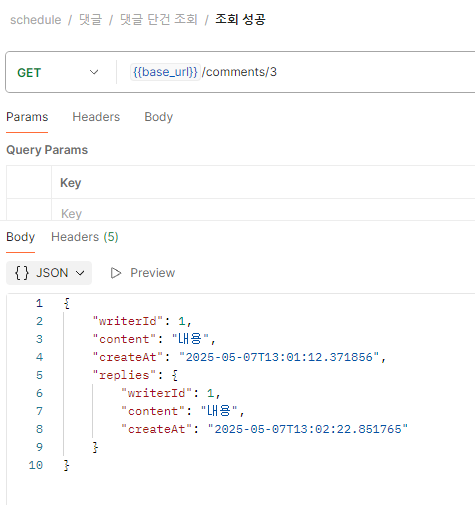 schedule / 댓글 / 댓글 단건 조회 / 조회 성공
GET {{base_url}}/comments/3
Params Headers Body
Query Params
Key
Key
Body Headers (5)
{} JSON Preview
1 {
2 "writerId": 1,
3 "content": "내용",
4 "createAt": "2025-05-07T13:01:12.371856",
5 "replies": {
6 "writerId": 1,
7 "content": "내용",
8 "createAt": "2025-05-07T13:02:22.851765"
9 }
10 }